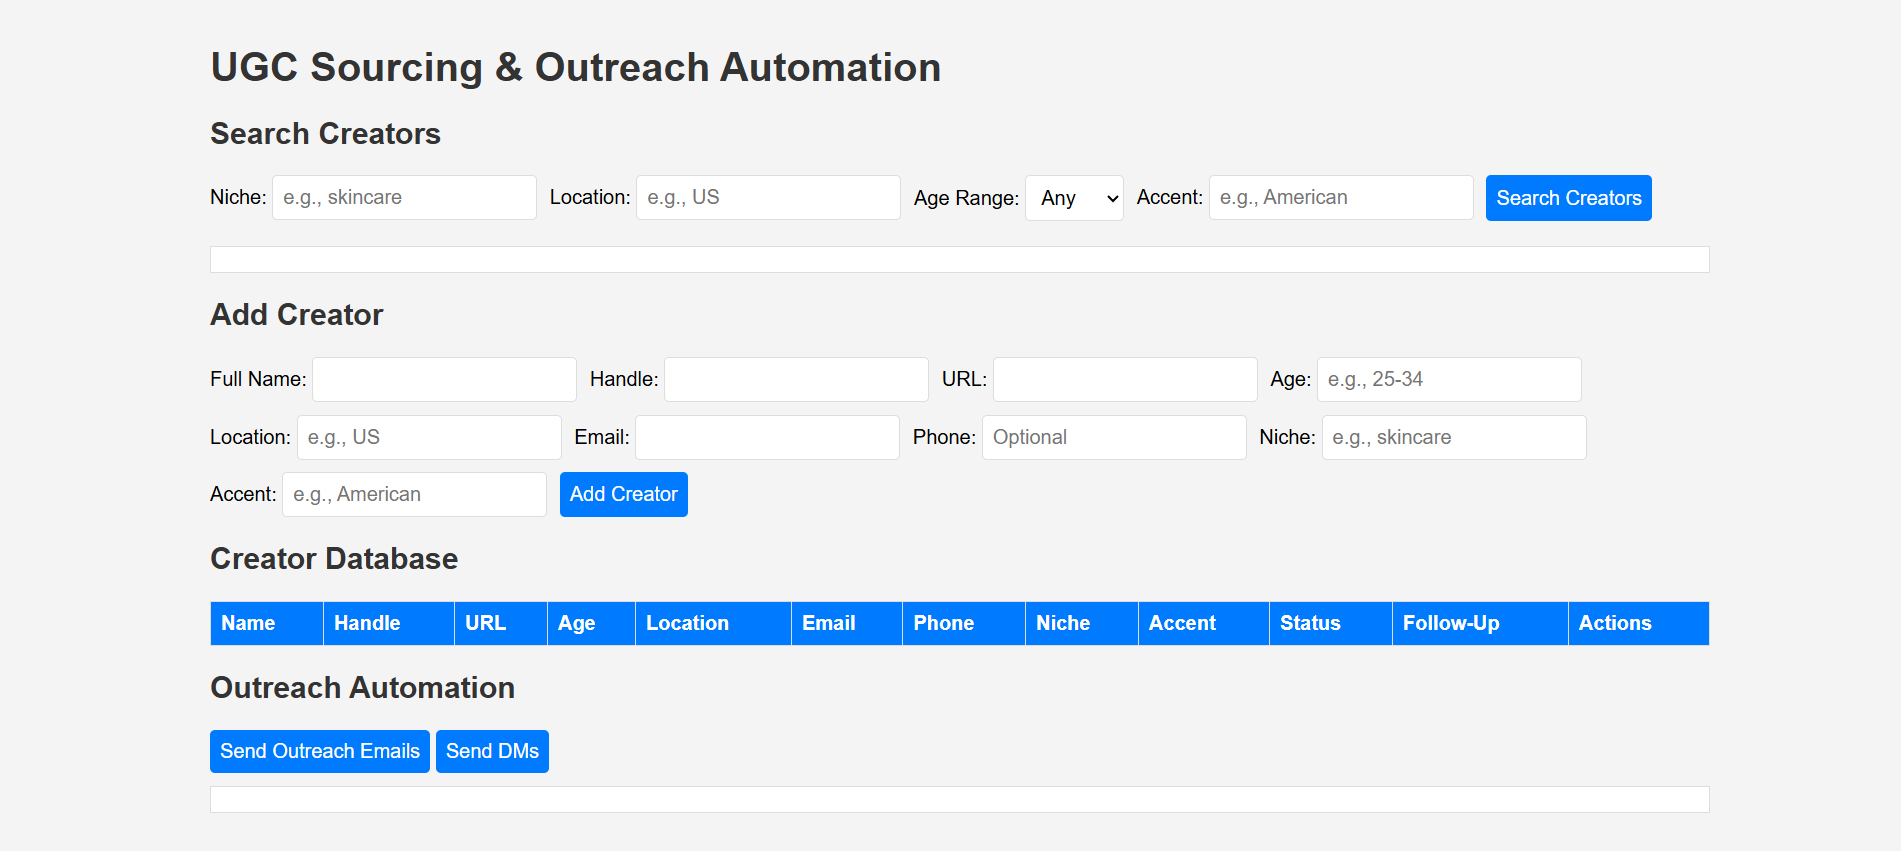 UGC Sourcing & Outreach Automation
Search Creators
Niche: e.g., skincare Location: e.g., US Age Range: Any Accent: e.g., American Search Creators
Add Creator
Full Name: Handle: URL: Age: e.g., 25-34
Location: e.g., US Email: Phone: Optional Niche: e.g., skincare
Accent: e.g., American Add Creator
Creator Database
Name Handle URL Age Location Email Phone Niche Accent Status Follow-Up Actions
Outreach Automation
Send Outreach Emails Send DMs